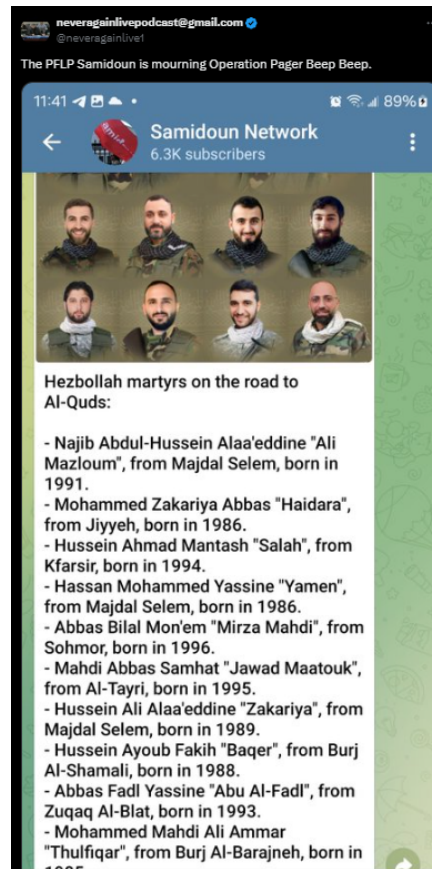 neveragainlivepodcast@gmail.com
@neveragainlive1
The PFLP Samidoun is mourning Operation Pager Beep Beep.
11:41
89%
Samidoun Network
6.3K subscribers
Hezbollah martyrs on the road to
Al-Quds:
- Najib Abdul-Hussein Alaa'eddine "Ali
Mazloum", from Majdal Selem, born in
1991.
- Mohammed Zakariya Abbas "Haidara",
from Jiyyeh, born in 1986.
- Hussein Ahmad Mantash "Salah", from
Kfarsir, born in 1994.
- Hassan Mohammed Yassine "Yamen",
from Majdal Selem, born in 1986.
- Abbas Bilal Mon'em "Mirza Mahdi", from
Sohmor, born in 1996.
- Mahdi Abbas Samhat "Jawad Maatouk",
from Al-Tayri, born in 1995.
- Hussein Ali Alaa'eddine "Zakariya", from
Majdal Selem, born in 1989.
- Hussein Ayoub Fakih "Baqer", from Burj
Al-Shamali, born in 1988.
- Abbas Fadl Yassine "Abu Al-Fadl", from
Zuqaq Al-Blat, born in 1993.
- Mohammed Mahdi Ali Ammar
"Thulfiqar", from Burj Al-Barajneh, born in